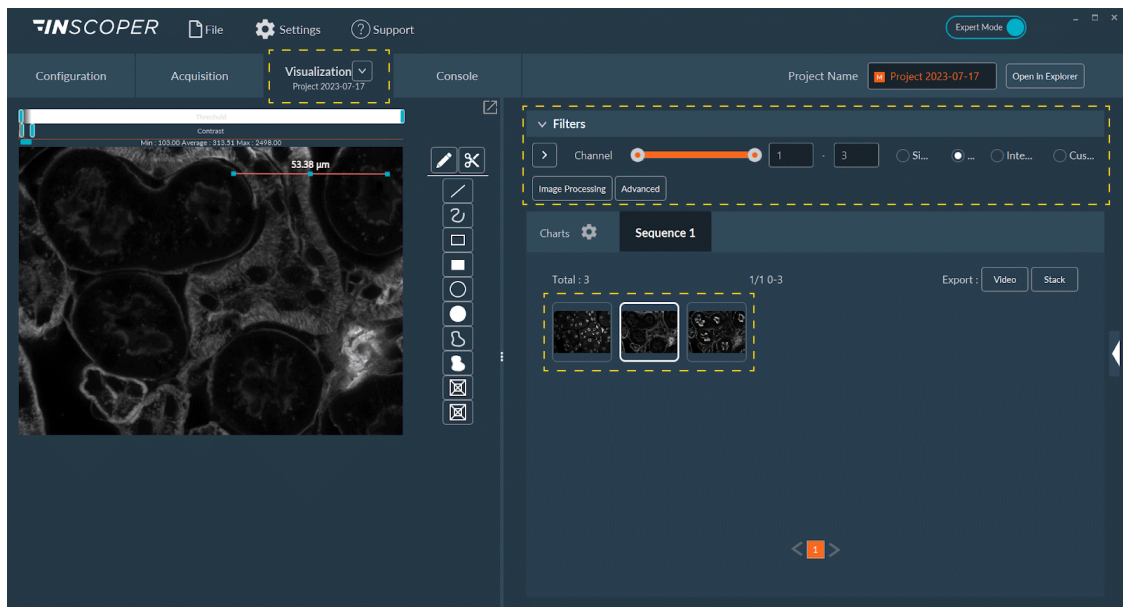 INSCOPER
File
Settings
? Support
Expert Mode
Configuration
Acquisition
Visualization
Project 2023-07-17
Console
Project Name
M Project 2023-07-17
Open in Explorer
Threshold
Contrast
Min : 103.00 Average : 313.51 Max : 2498.00
53.38 µm
Filters
Channel
1 - 3
Si...
...
Inte...
Cus...
Image Processing
Advanced
Charts
Sequence 1
Total : 3
1/1 0-3
Export :
Video
Stack
1